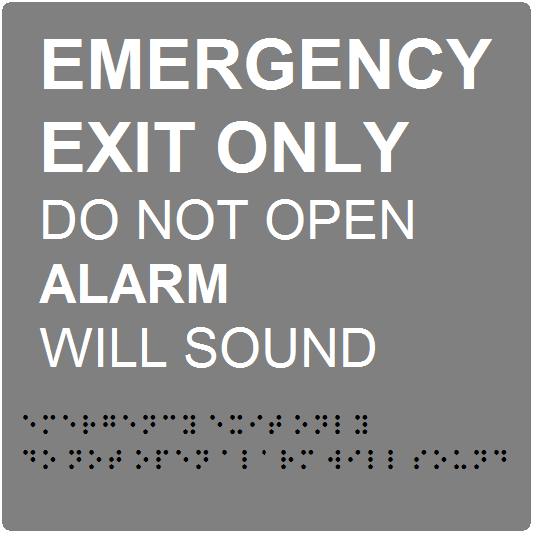 EMERGENCY
EXIT ONLY
DO NOT OPEN
ALARM
WILL SOUND
⠑⠍⠑⠗⠛⠑⠝⠉⠽ ⠑⠭⠊⠞ ⠕⠝⠇⠽
⠙⠕ ⠝⠕⠞ ⠕⠏⠑⠝ ⠁⠇⠁⠗⠍ ⠺⠊⠇⠇ ⠎⠕⠥⠝⠙